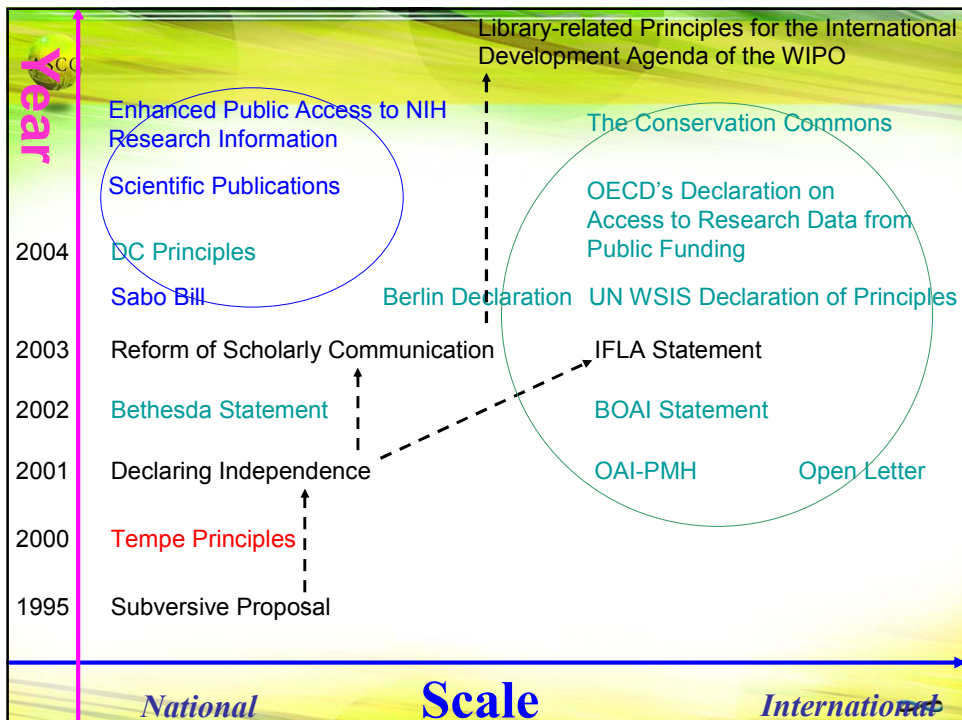 Library-related Principles for the International
Development Agenda of the WIPO
Year
Enhanced Public Access to NIH
Research Information
The Conservation Commons
Scientific Publications
OECD's Declaration on
Access to Research Data from
Public Funding
2004 DC Principles
Sabo Bill Berlin Declaration UN WSIS Declaration of Principles
2003 Reform of Scholarly Communication IFLA Statement
2002 Bethesda Statement BOAI Statement
2001 Declaring Independence OAI-PMH Open Letter
2000 Tempe Principles
1995 Subversive Proposal
National Scale International